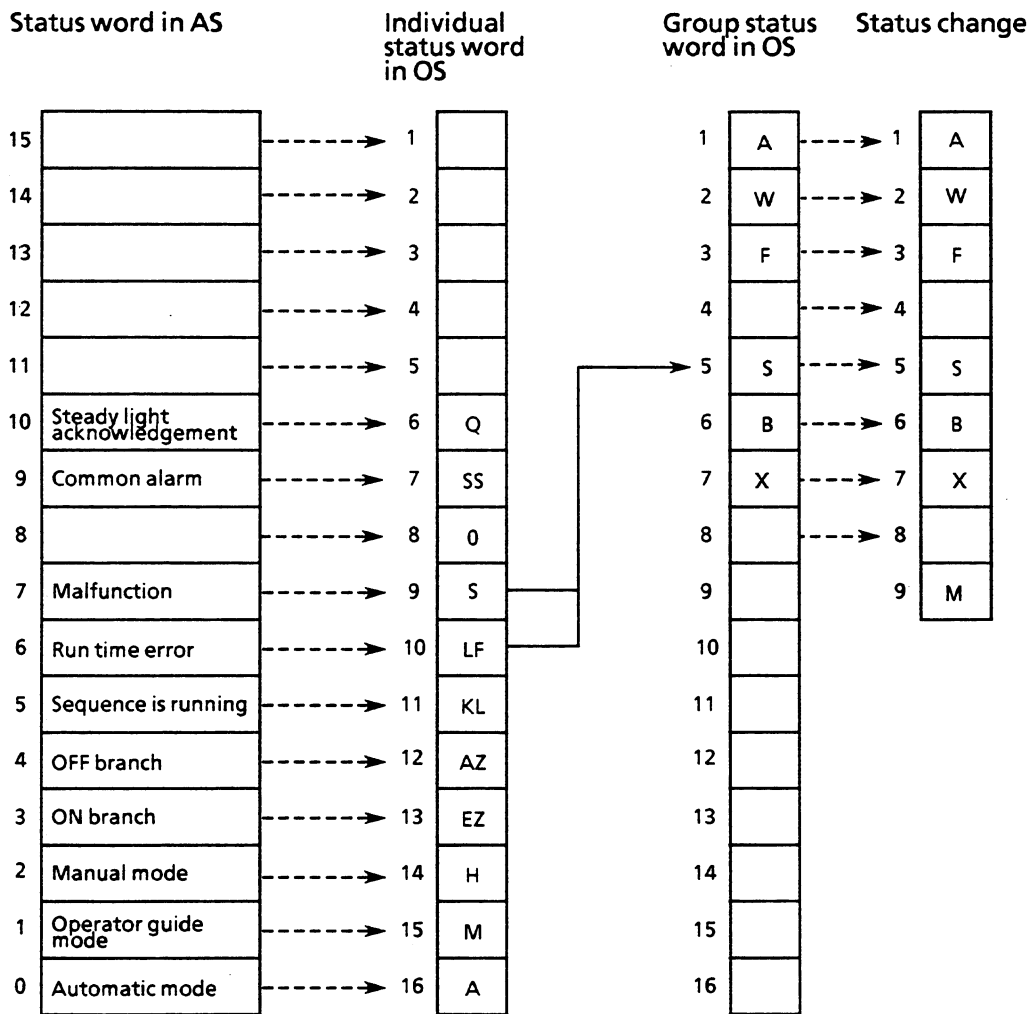 Status word in AS
Individual status word in OS
Group status word in OS
Status change
15 1 1 A 1 A
14 2 2 W 2 W
13 3 3 F 3 F
12 4 4 4
11 5 5 S 5 S
10 Steady light acknowledgement 6 Q 6 B 6 B
9 Common alarm 7 SS 7 X 7 X
8 8 0 8 8
7 Malfunction 9 S 9 9 M
6 Run time error 10 LF 10
5 Sequence is running 11 KL 11
4 OFF branch 12 AZ 12
3 ON branch 13 EZ 13
2 Manual mode 14 H 14
1 Operator guide mode 15 M 15
0 Automatic mode 16 A 16